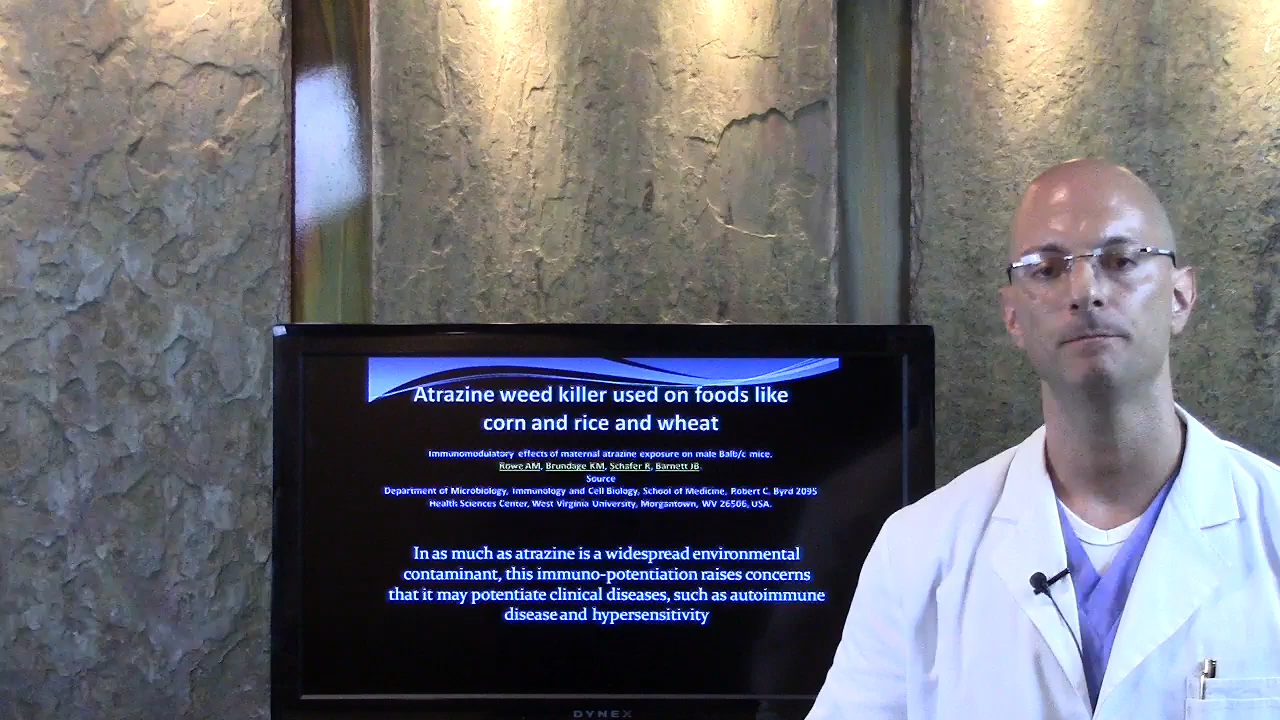 Atrazine weed killer used on foods like
corn and rice and wheat
Immunomodulatory effects of maternal atrazine exposure on male Balb/c mice.
Rowe AM, Brundage KM, Schafer R, Barnett JB.
Source
Department of Microbiology, Immunology and Cell Biology, School of Medicine, Robert C. Byrd 2095
Health Sciences Center, West Virginia University, Morgantown, WV 26506, USA.
In as much as atrazine is a widespread environmental
contaminant, this immuno-potentiation raises concerns
that it may potentiate clinical diseases, such as autoimmune
disease and hypersensitivity
DYNEX